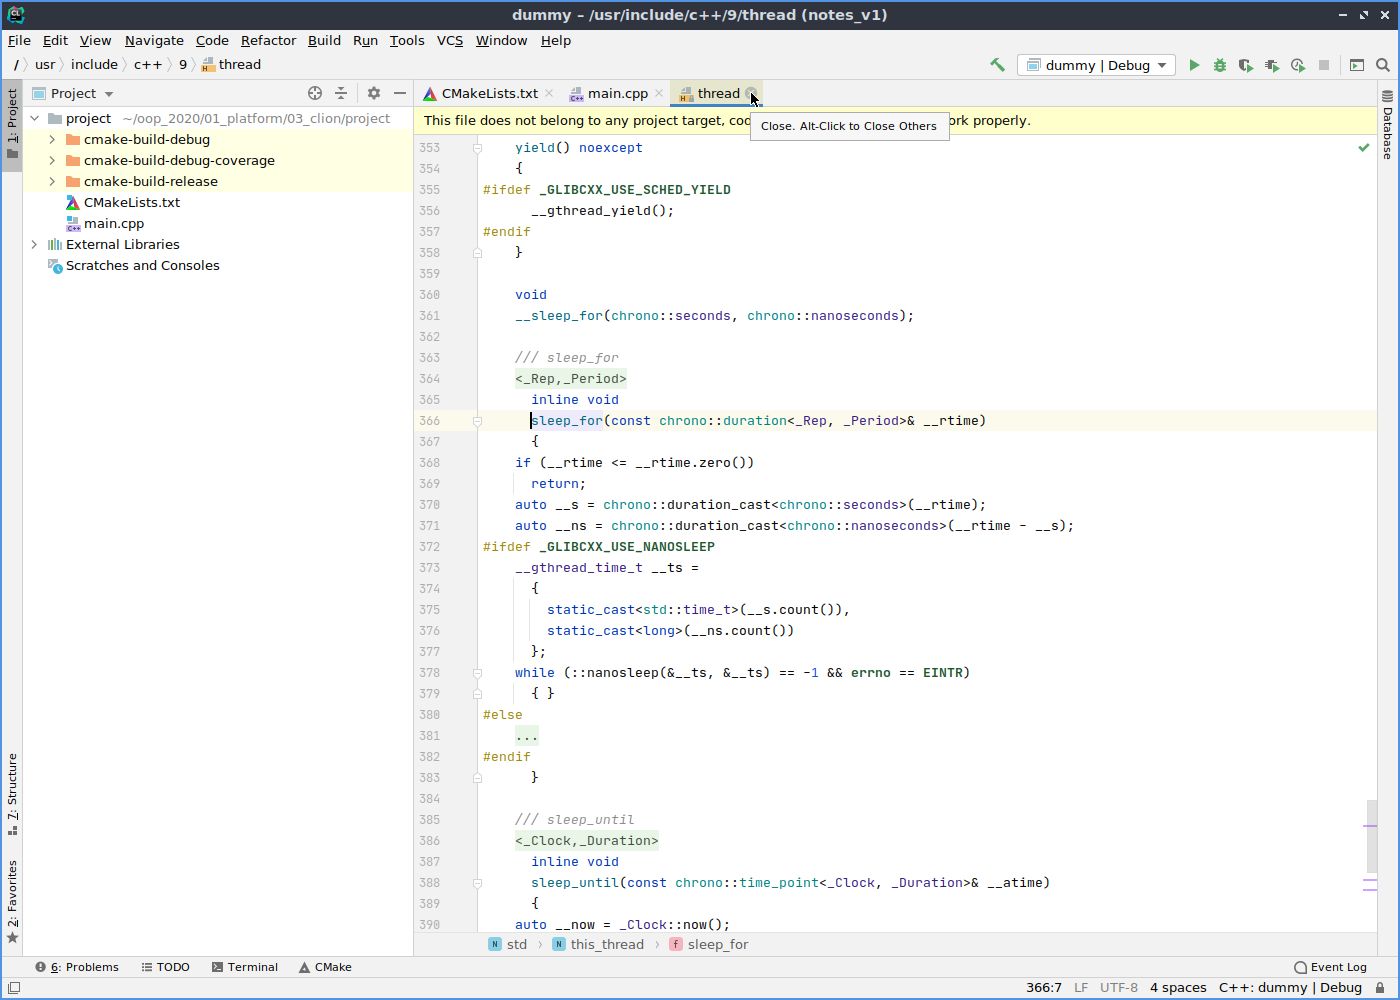 dummy – /usr/include/c++/9/thread (notes_v1)
File Edit View Navigate Code Refactor Build Run Tools VCS Window Help
/ usr include c++ 9 thread
dummy | Debug
1: Project
7: Structure
2: Favorites
Project
project ~/oop_2020/01_platform/03_clion/project
cmake-build-debug
cmake-build-debug-coverage
cmake-build-release
CMakeLists.txt
main.cpp
External Libraries
Scratches and Consoles
CMakeLists.txt main.cpp thread
This file does not belong to any project target, rk properly.
Close. Alt-Click to Close Others
353 yield() noexcept
354 {
355 #ifdef _GLIBCXX_USE_SCHED_YIELD
356 __gthread_yield();
357 #endif
358 }
359
360 void
361 __sleep_for(chrono::seconds, chrono::nanoseconds);
362
363 /// sleep_for
364 <_Rep,_Period>
365 inline void
366 sleep_for(const chrono::duration<_Rep, _Period>& __rtime)
367 {
368 if (__rtime <= __rtime.zero())
369 return;
370 auto __s = chrono::duration_cast<chrono::seconds>(__rtime);
371 auto __ns = chrono::duration_cast<chrono::nanoseconds>(__rtime - __s);
372 #ifdef _GLIBCXX_USE_NANOSLEEP
373 __gthread_time_t __ts =
374 {
375 static_cast<std::time_t>(__s.count()),
376 static_cast<long>(__ns.count())
377 };
378 while (::nanosleep(&__ts, &__ts) == -1 && errno == EINTR)
379 { }
380 #else
381 ...
382 #endif
383 }
384
385 /// sleep_until
386 <_Clock,_Duration>
387 inline void
388 sleep_until(const chrono::time_point<_Clock, _Duration>& __atime)
389 {
390 auto __now = _Clock::now();
Database
N std N this_thread f sleep_for
6: Problems TODO Terminal CMake Event Log
366:7 LF UTF-8 4 spaces C++: dummy | Debug